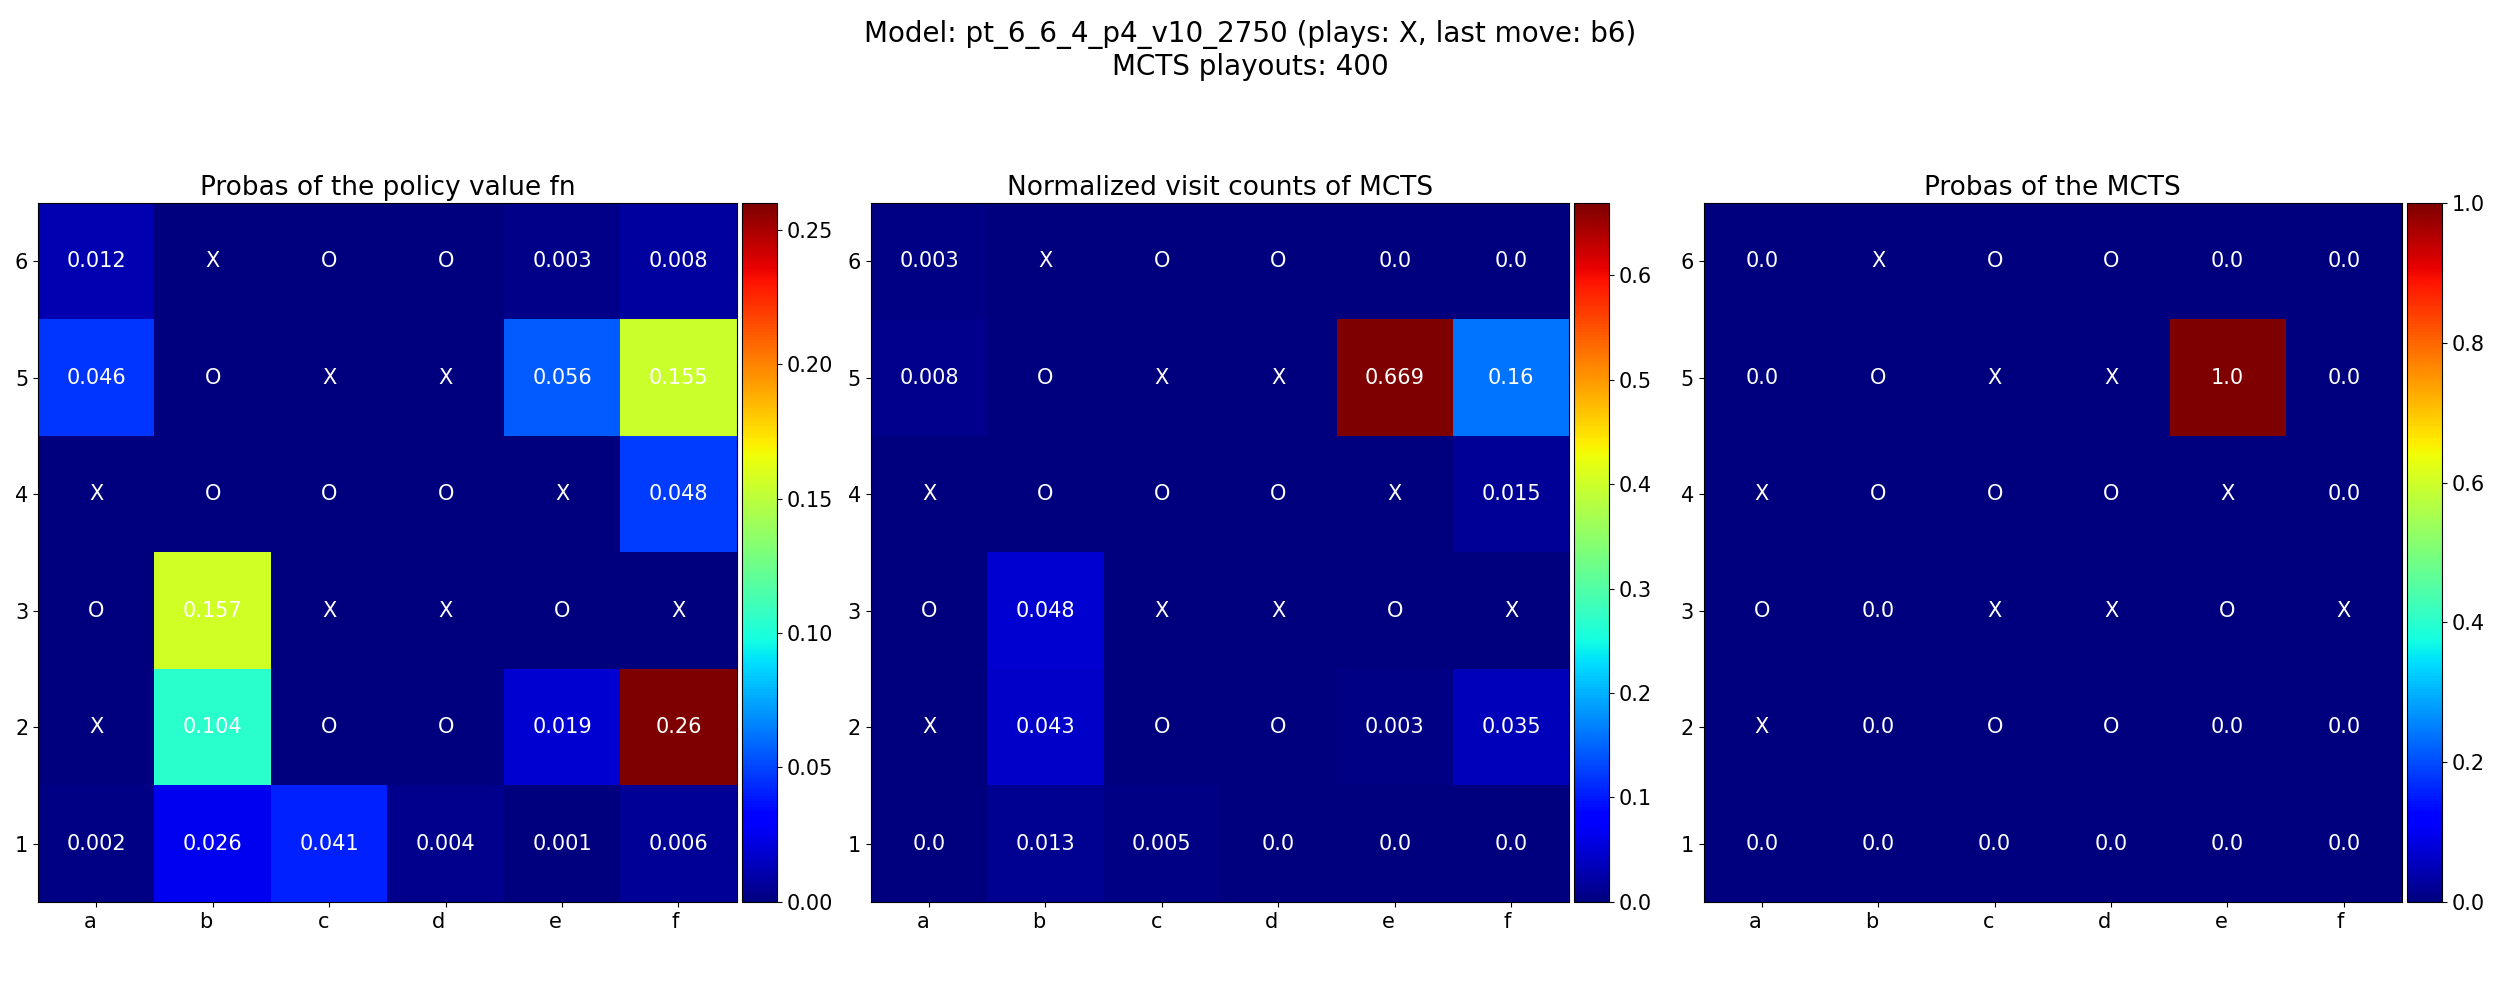 Model: pt_6_6_4_p4_v10_2750 (plays: X, last move: b6)
MCTS playouts: 400
Probas of the policy value fn
6 0.012 X O O 0.003 0.008
5 0.046 O X X 0.056 0.155
4 X O O O X 0.048
3 O 0.157 X X O X
2 X 0.104 O O 0.019 0.26
1 0.002 0.026 0.041 0.004 0.001 0.006
a b c d e f
0.25
0.20
0.15
0.10
0.05
0.00
Normalized visit counts of MCTS
6 0.003 X O O 0.0 0.0
5 0.008 O X X 0.669 0.16
4 X O O O X 0.015
3 O 0.048 X X O X
2 X 0.043 O O 0.003 0.035
1 0.0 0.013 0.005 0.0 0.0 0.0
a b c d e f
0.6
0.5
0.4
0.3
0.2
0.1
0.0
Probas of the MCTS
6 0.0 X O O 0.0 0.0
5 0.0 O X X 1.0 0.0
4 X O O O X 0.0
3 O 0.0 X X O X
2 X 0.0 O O 0.0 0.0
1 0.0 0.0 0.0 0.0 0.0 0.0
a b c d e f
1.0
0.8
0.6
0.4
0.2
0.0